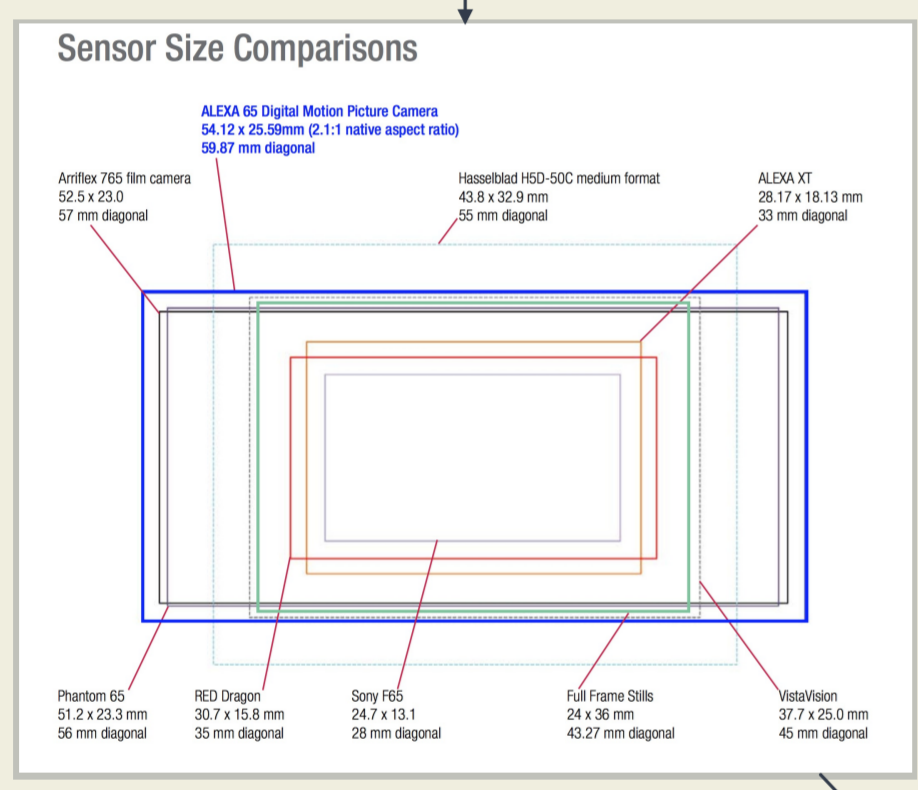 Sensor Size Comparisons
ALEXA 65 Digital Motion Picture Camera
54.12 x 25.59mm (2.1:1 native aspect ratio)
59.87 mm diagonal
Arriflex 765 film camera
52.5 x 23.0
57 mm diagonal
Hasselblad H5D-50C medium format
43.8 x 32.9 mm
55 mm diagonal
ALEXA XT
28.17 x 18.13 mm
33 mm diagonal
Phantom 65
51.2 x 23.3 mm
56 mm diagonal
RED Dragon
30.7 x 15.8 mm
35 mm diagonal
Sony F65
24.7 x 13.1
28 mm diagonal
Full Frame Stills
24 x 36 mm
43.27 mm diagonal
VistaVision
37.7 x 25.0 mm
45 mm diagonal